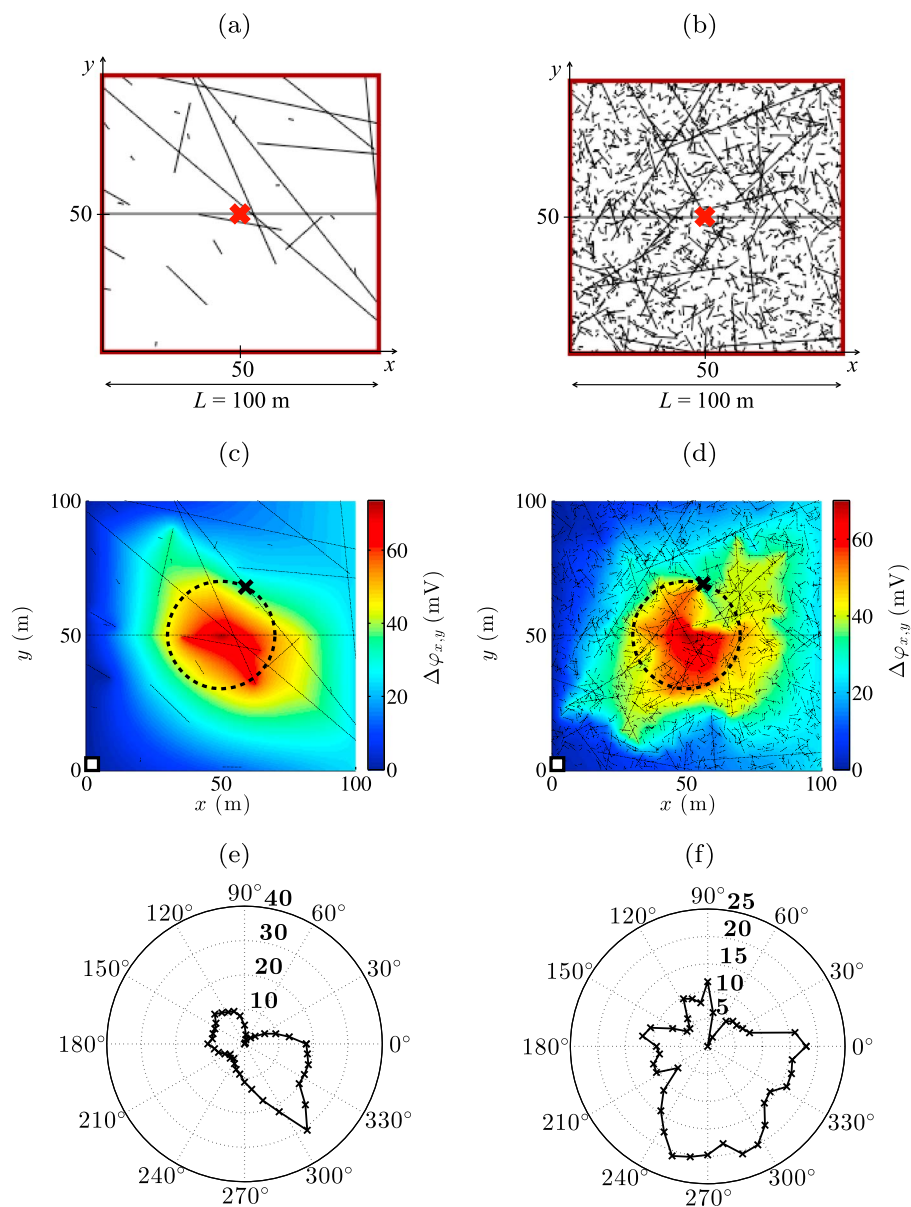 (a) (b)
y y
50 50
50 x 50 x
L = 100 m L = 100 m
(c) (d)
100 100
60 60
y (m) 50 40 Δφx,y (mV) y (m) 50 40 Δφx,y (mV)
20 20
0 0 0 0
0 50 100 0 50 100
x (m) x (m)
(e) (f)
90° 40 90° 25
120° 30 60° 120° 20 60°
150° 20 30° 150° 15 30°
10 10
5
180° 0° 180° 0°
210° 330° 210° 330°
240° 300° 240° 300°
270° 270°